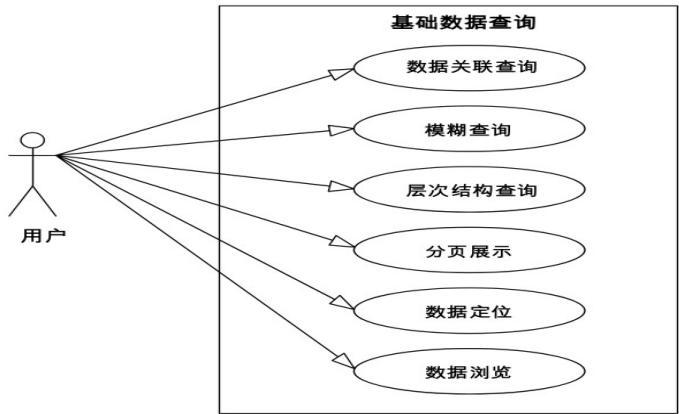 基础数据查询
数据关联查询
模糊查询
层次结构查询
用户
分页展示
数据定位
数据浏览